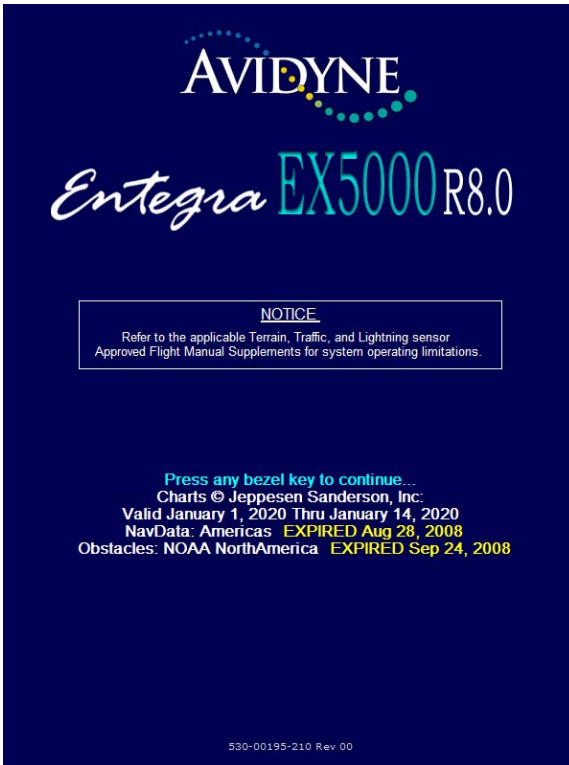 AVIDYNE
Entegra EX5000 R8.0
NOTICE
Refer to the applicable Terrain, Traffic, and Lightning sensor
Approved Flight Manual Supplements for system operating limitations.
Press any bezel key to continue...
Charts © Jeppesen Sanderson, Inc:
Valid January 1, 2020 Thru January 14, 2020
NavData: Americas EXPIRED Aug 28, 2008
Obstacles: NOAA NorthAmerica EXPIRED Sep 24, 2008
530-00195-210 Rev 00